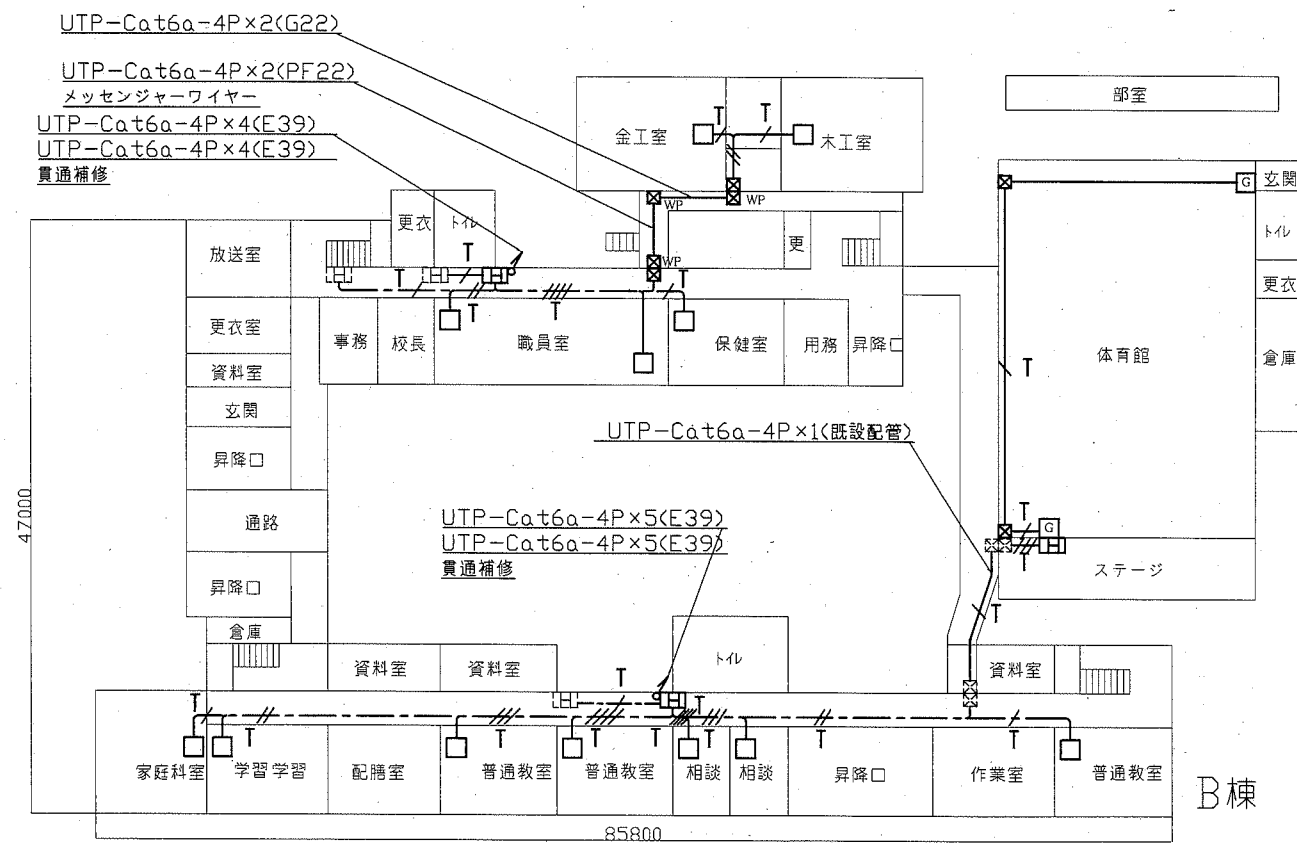 UTP-Cat6a-4P×2(G22)
UTP-Cat6a-4P×2(PF22)
メッセンジャーワイヤー
UTP-Cat6a-4P×4(E39)
UTP-Cat6a-4P×4(E39)
貫通補修
部室
金工室
T
T
木工室
WP
WP
G
玄関
更衣
トイレ
更
トイレ
放送室
T
WP
T
T
更衣
更衣室
T
T
事務
校長
職員室
保健室
用務
昇降口
体育館
倉庫
資料室
T
玄関
UTP-Cat6a-4P×1(既設配管)
昇降口
47000
通路
UTP-Cat6a-4P×5(E39)
UTP-Cat6a-4P×5(E39)
貫通補修
T
G
T
ステージ
昇降口
T
倉庫
資料室
資料室
トイレ
資料室
T
T
T
T
T
T
T
T
T
家庭科室
学習学習
配膳室
普通教室
普通教室
相談
相談
昇降口
作業室
普通教室
B棟
85800